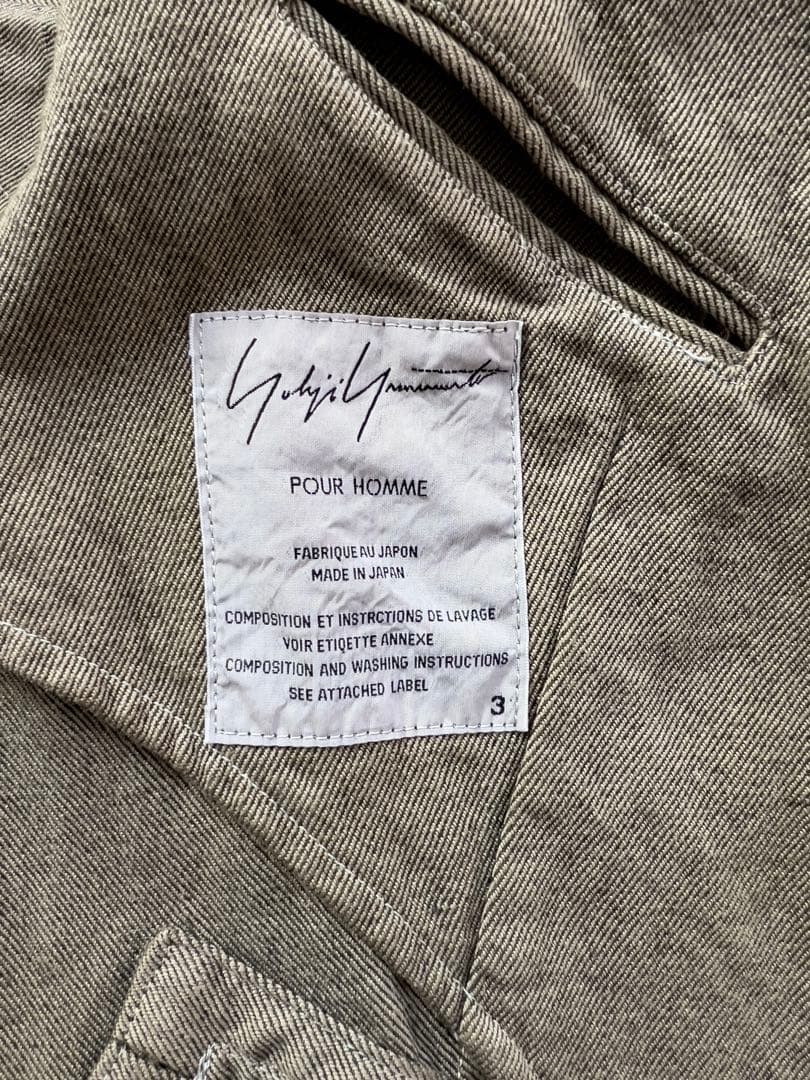 Yohji Yamamoto
POUR HOMME
FABRIQUE AU JAPON
MADE IN JAPAN
COMPOSITION ET INSTRCTIONS DE LAVAGE
VOIR ETIQETTE ANNEXE
COMPOSITION AND WASHING INSTRUCTIONS
SEE ATTACHED LABEL
3